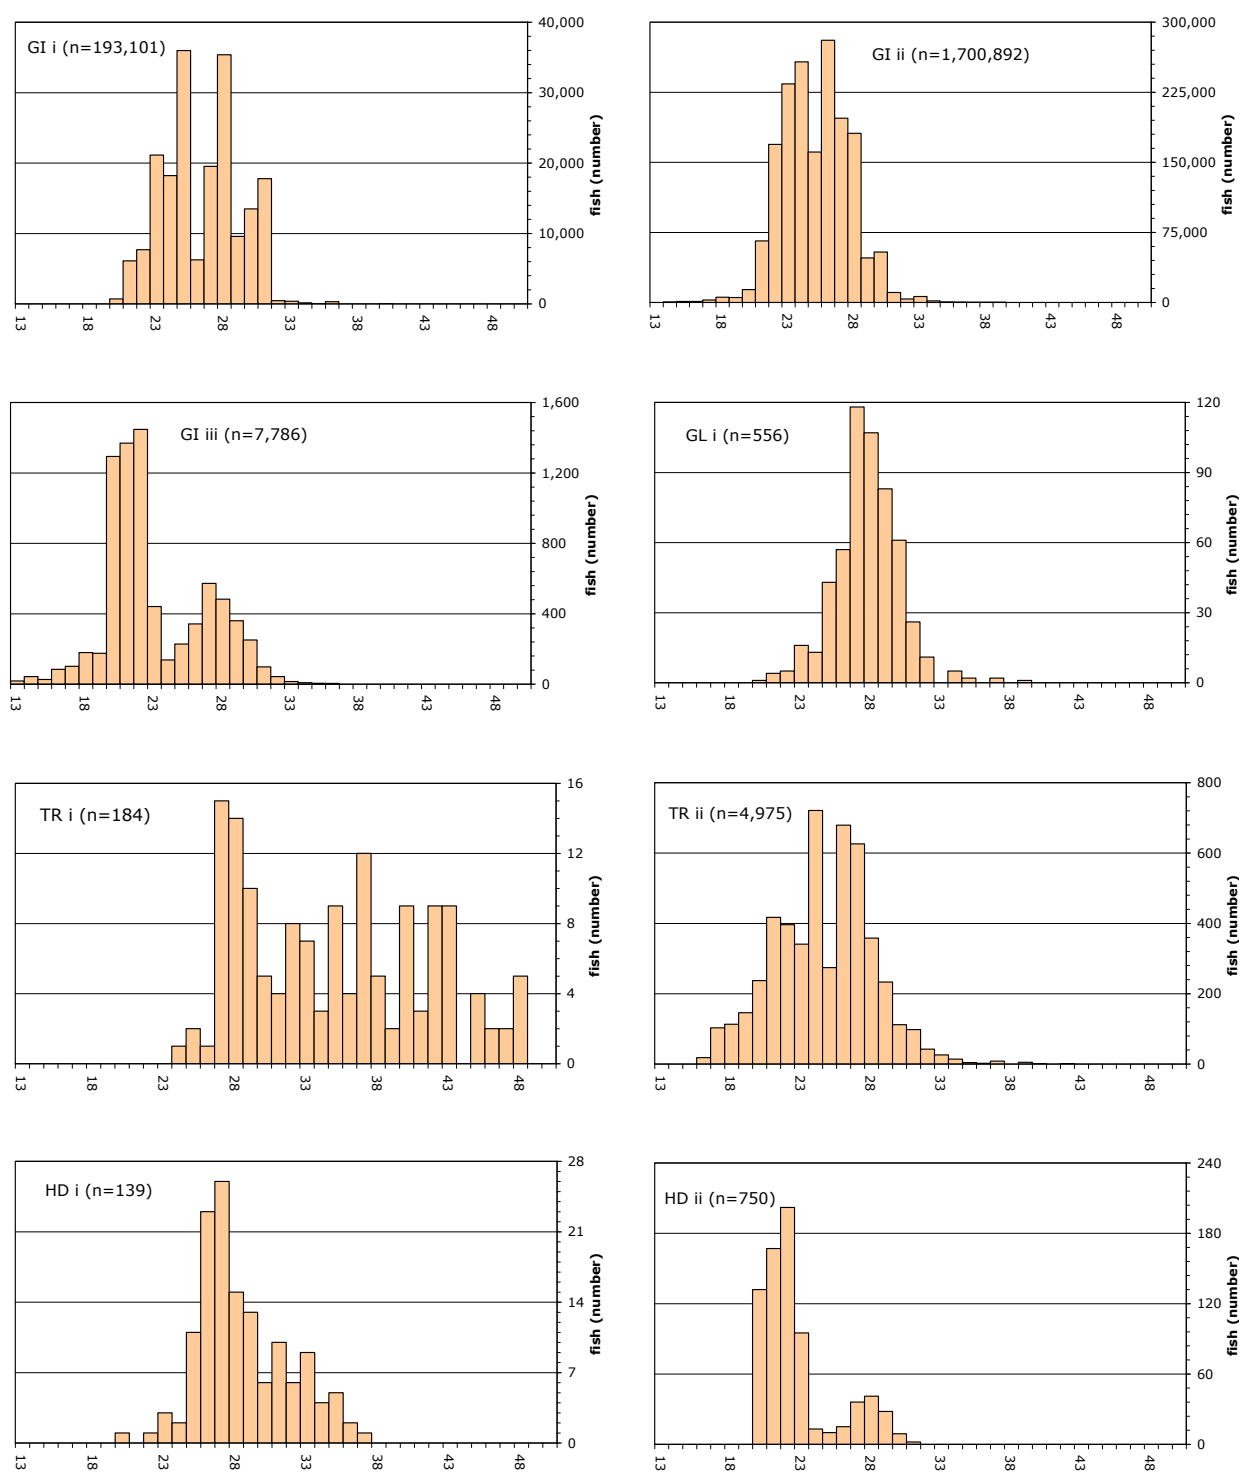 GI i (n=193,101)
40,000
30,000
20,000
10,000
0
fish (number)
13 18 23 28 33 38 43 48
GI ii (n=1,700,892)
300,000
225,000
150,000
75,000
0
fish (number)
13 18 23 28 33 38 43 48
GI iii (n=7,786)
1,600
1,200
800
400
0
fish (number)
13 18 23 28 33 38 43 48
GL i (n=556)
120
90
60
30
0
fish (number)
13 18 23 28 33 38 43 48
TR i (n=184)
16
12
8
4
0
fish (number)
13 18 23 28 33 38 43 48
TR ii (n=4,975)
800
600
400
200
0
fish (number)
13 18 23 28 33 38 43 48
HD i (n=139)
28
21
14
7
0
fish (number)
13 18 23 28 33 38 43 48
HD ii (n=750)
240
180
120
60
0
fish (number)
13 18 23 28 33 38 43 48